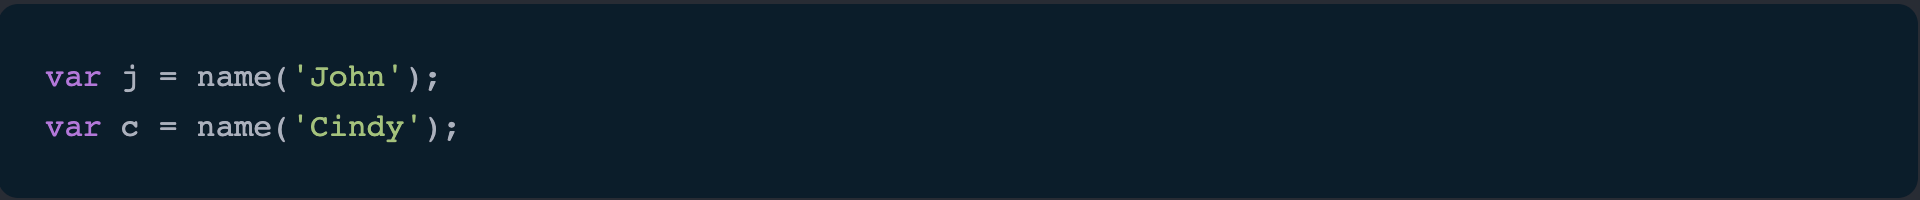 var j = name('John');
var c = name('Cindy');